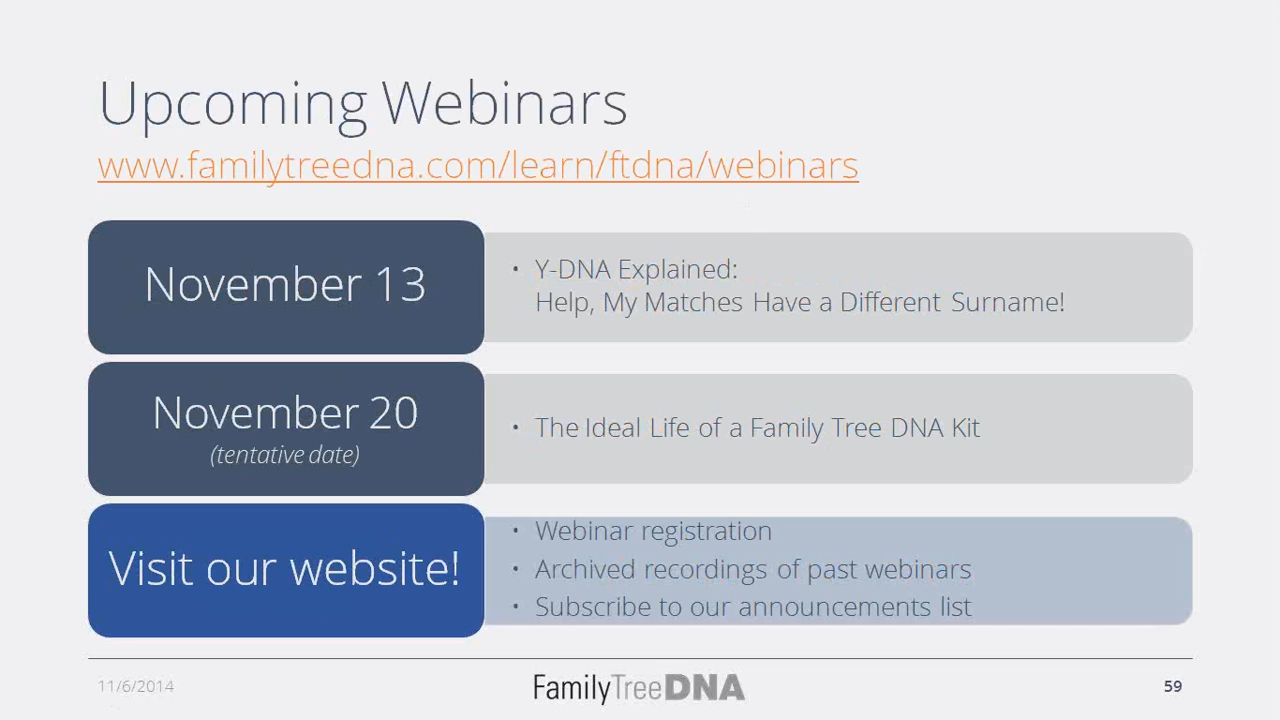 Upcoming Webinars
www.familytreedna.com/learn/ftdna/webinars
November 13
• Y-DNA Explained:
Help, My Matches Have a Different Surname!
November 20
(tentative date)
• The Ideal Life of a Family Tree DNA Kit
Visit our website!
• Webinar registration
• Archived recordings of past webinars
• Subscribe to our announcements list
11/6/2014
FamilyTreeDNA
59